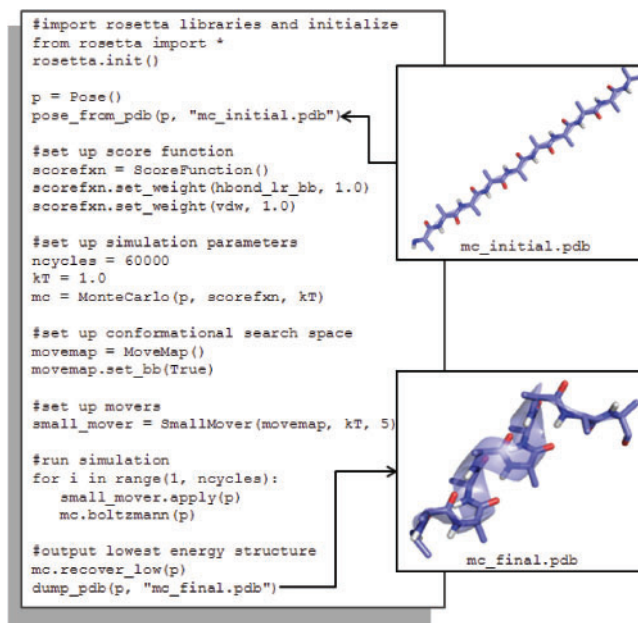 #import rosetta libraries and initialize
from rosetta import *
rosetta.init()
p = Pose()
pose_from_pdb(p, "mc_initial.pdb")
#set up score function
scorefxn = ScoreFunction()
scorefxn.set_weight(hbond_lr_bb, 1.0)
scorefxn.set_weight(vdw, 1.0)
#set up simulation parameters
ncycles = 60000
kT = 1.0
mc = MonteCarlo(p, scorefxn, kT)
#set up conformational search space
movemap = MoveMap()
movemap.set_bb(True)
#set up movers
small_mover = SmallMover(movemap, kT, 5)
#run simulation
for i in range(1, ncycles):
small_mover.apply(p)
mc.boltzmann(p)
#output lowest energy structure
mc.recover_low(p)
dump_pdb(p, "mc_final.pdb")
mc_initial.pdb
mc_final.pdb